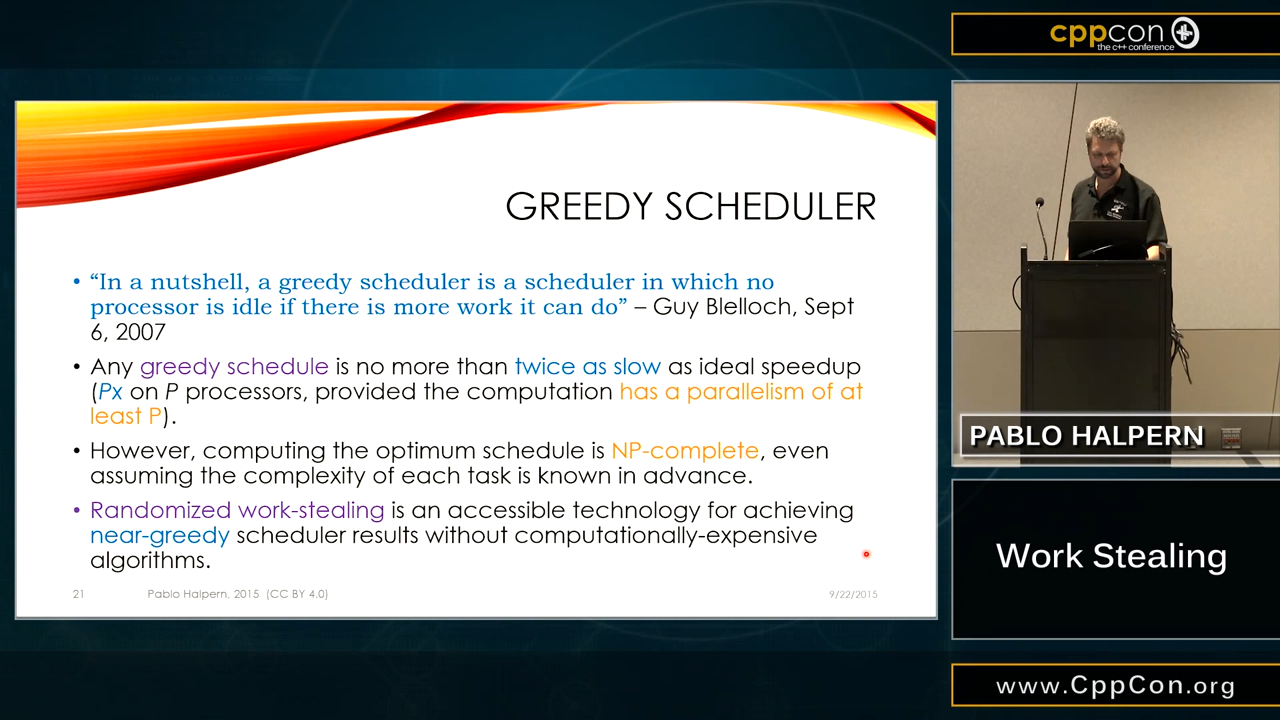 cppcon
the c++ conference
GREEDY SCHEDULER
• “In a nutshell, a greedy scheduler is a scheduler in which no
processor is idle if there is more work it can do” – Guy Blelloch, Sept
6, 2007
• Any greedy schedule is no more than twice as slow as ideal speedup
(Px on P processors, provided the computation has a parallelism of at
least P).
• However, computing the optimum schedule is NP-complete, even
assuming the complexity of each task is known in advance.
• Randomized work-stealing is an accessible technology for achieving
near-greedy scheduler results without computationally-expensive
algorithms.
21 Pablo Halpern, 2015 (CC BY 4.0) 9/22/2015
PABLO HALPERN
Work Stealing
www.CppCon.org